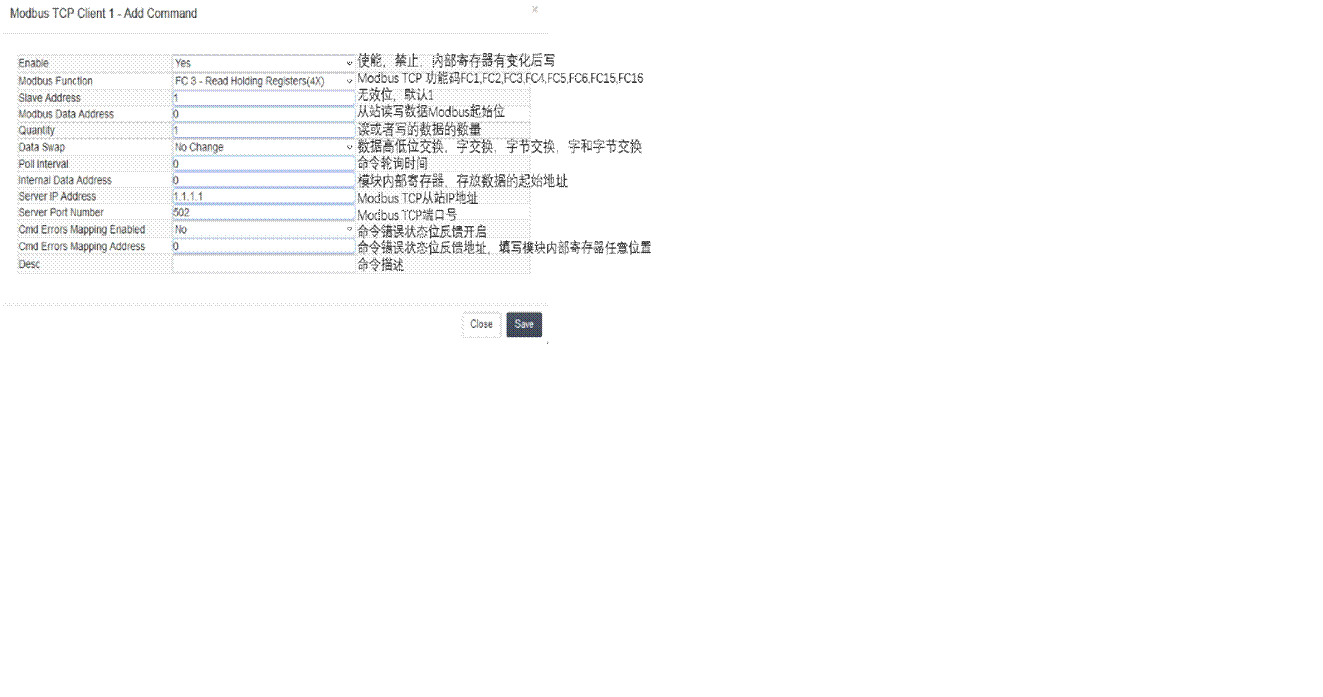 Modbus TCP Client 1 - Add Command x
Enable Yes 使能，禁止，内部寄存器有变化后写
Modbus Function FC 3 - Read Holding Registers(4X) Modbus TCP 功能码FC1,FC2,FC3,FC4,FC5,FC6,FC15,FC16
Slave Address 1 无效位，默认1
Modbus Data Address 0 从站读写数据Modbus起始位
Quantity 1 读或者写的数据的数量
Data Swap No Change 数据高低位交换，字交换，字节交换，字和字节交换
Poll Interval 0 命令轮询时间
Internal Data Address 0 模块内部寄存器，存放数据的起始地址
Server IP Address 1.1.1.1 Modbus TCP从站IP地址
Server Port Number 502 Modbus TCP端口号
Cmd Errors Mapping Enabled No 命令错误状态位反馈开启
Cmd Errors Mapping Address 0 命令错误状态位反馈地址，填写模块内部寄存器任意位置
Desc 命令描述
Close Save